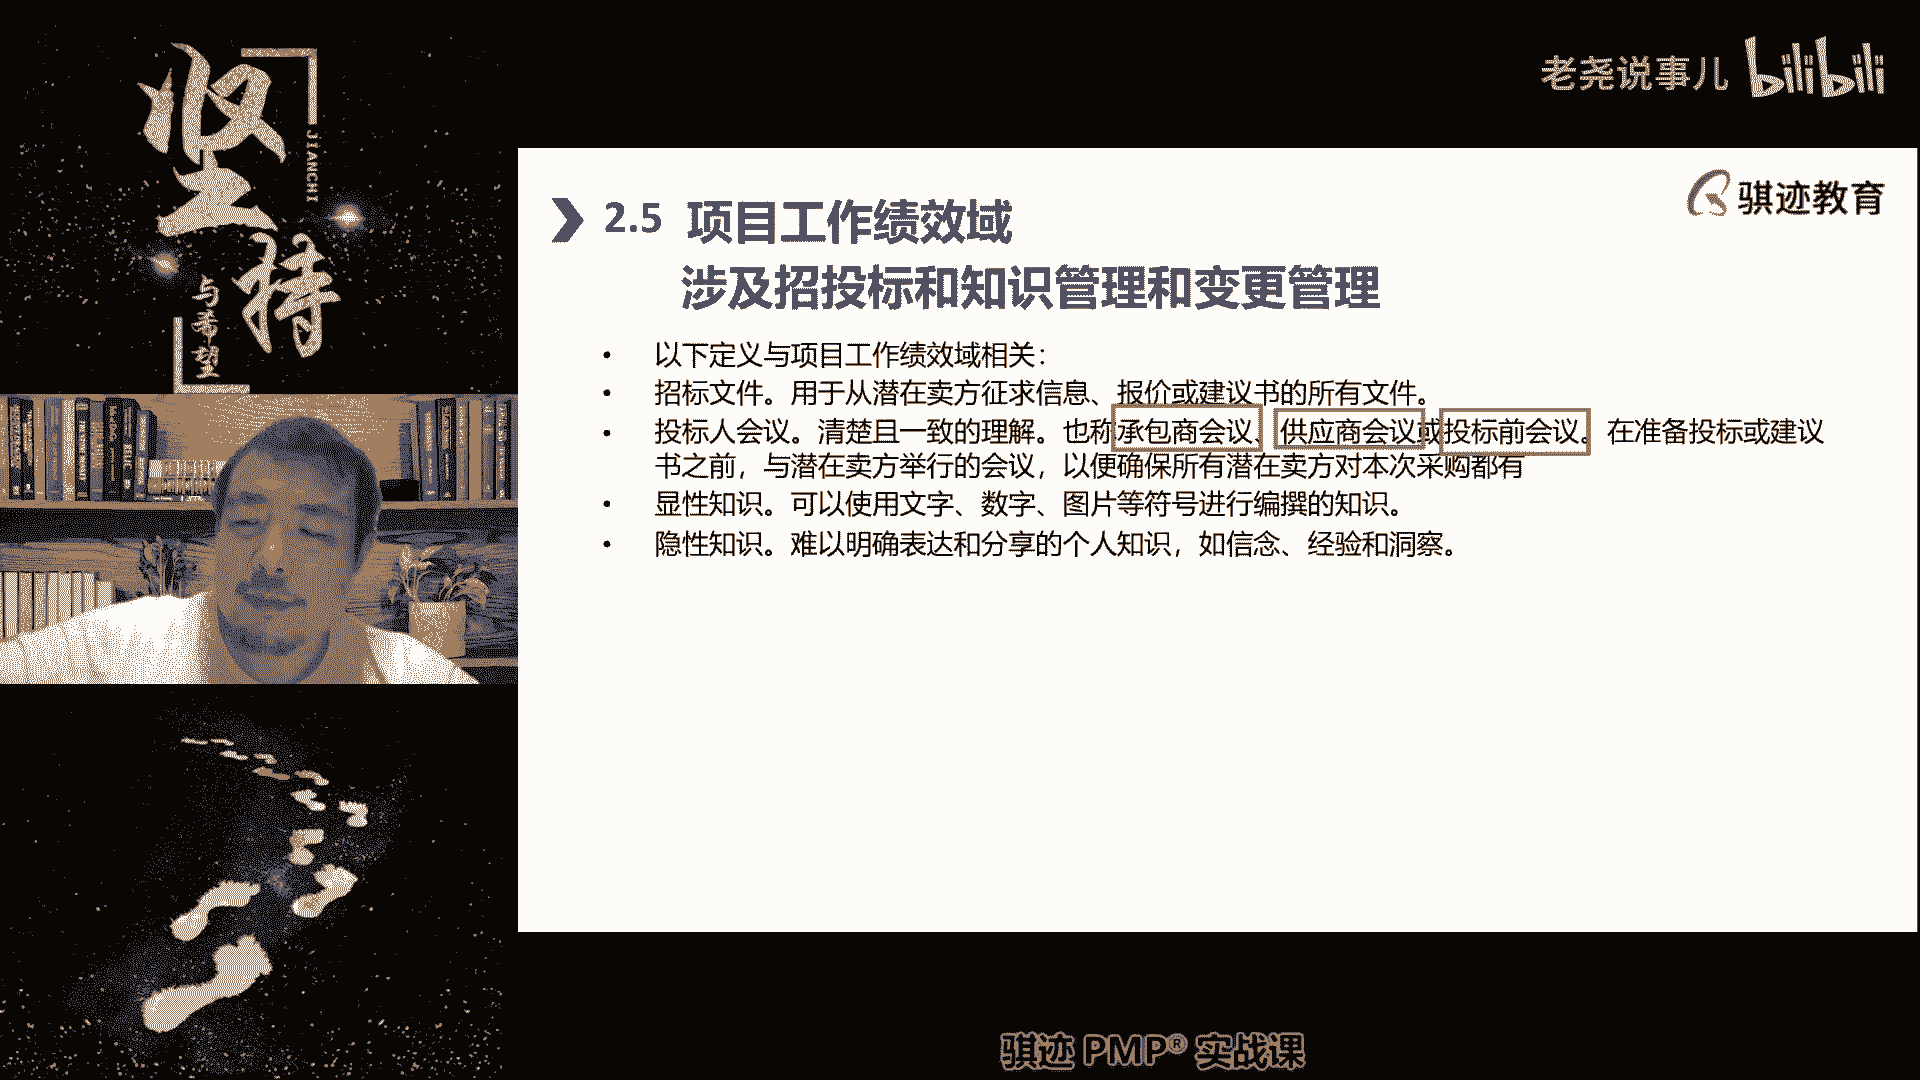 坚持
JIANCHI
与希望
老尧说事儿 bilibili
骐迹教育
2.5 项目工作绩效域
涉及招投标和知识管理和变更管理
• 以下定义与项目工作绩效域相关：
• 招标文件。用于从潜在卖方征求信息、报价或建议书的所有文件。
• 投标人会议。清楚且一致的理解。也称承包商会议、供应商会议或投标前会议。在准备投标或建议
书之前，与潜在卖方举行的会议，以便确保所有潜在卖方对本次采购都有
• 显性知识。可以使用文字、数字、图片等符号进行编撰的知识。
• 隐性知识。难以明确表达和分享的个人知识，如信念、经验和洞察。
骐迹 PMP® 实战课